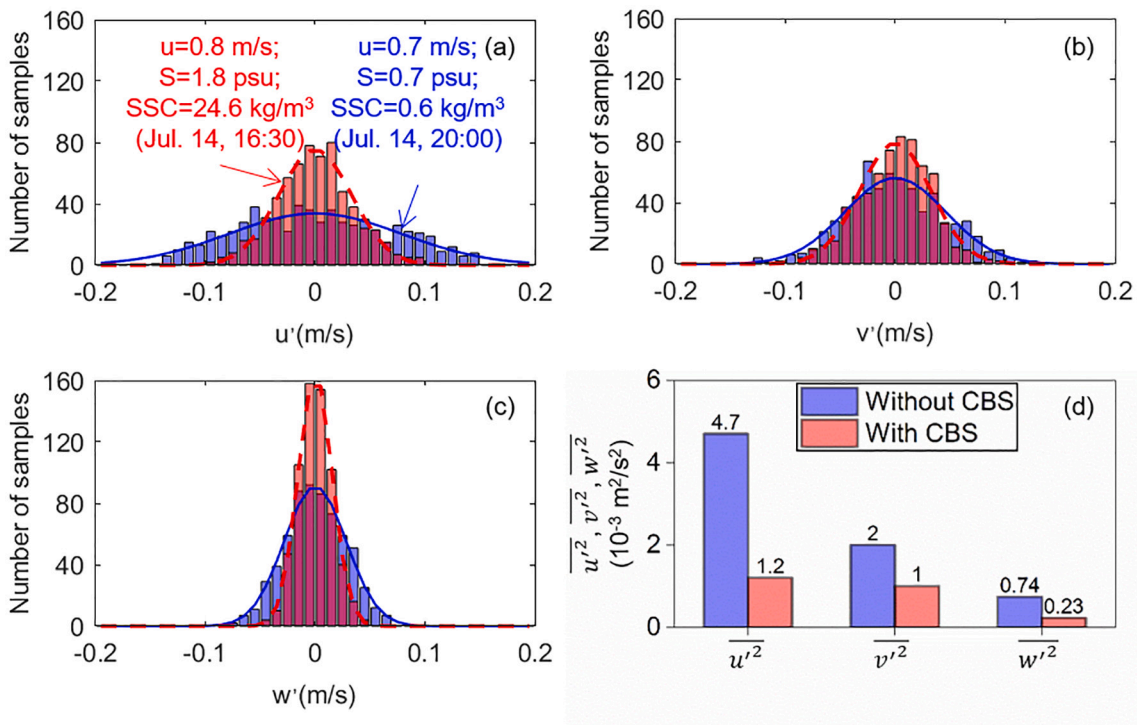 160
120
80
40
0
Number of samples
u=0.8 m/s;
S=1.8 psu;
SSC=24.6 kg/m³
(Jul. 14, 16:30)
u=0.7 m/s;
S=0.7 psu;
SSC=0.6 kg/m³
(Jul. 14, 20:00)
(a)
-0.2 -0.1 0 0.1 0.2
u'(m/s)
160
120
80
40
0
Number of samples
(b)
-0.2 -0.1 0 0.1 0.2
v'(m/s)
160
120
80
40
0
Number of samples
(c)
-0.2 -0.1 0 0.1 0.2
w'(m/s)
6
4
2
0
u'², v'², w'²
(10⁻³ m²/s²)
Without CBS
With CBS
(d)
4.7
1.2
2
1
0.74
0.23
u'² v'² w'²